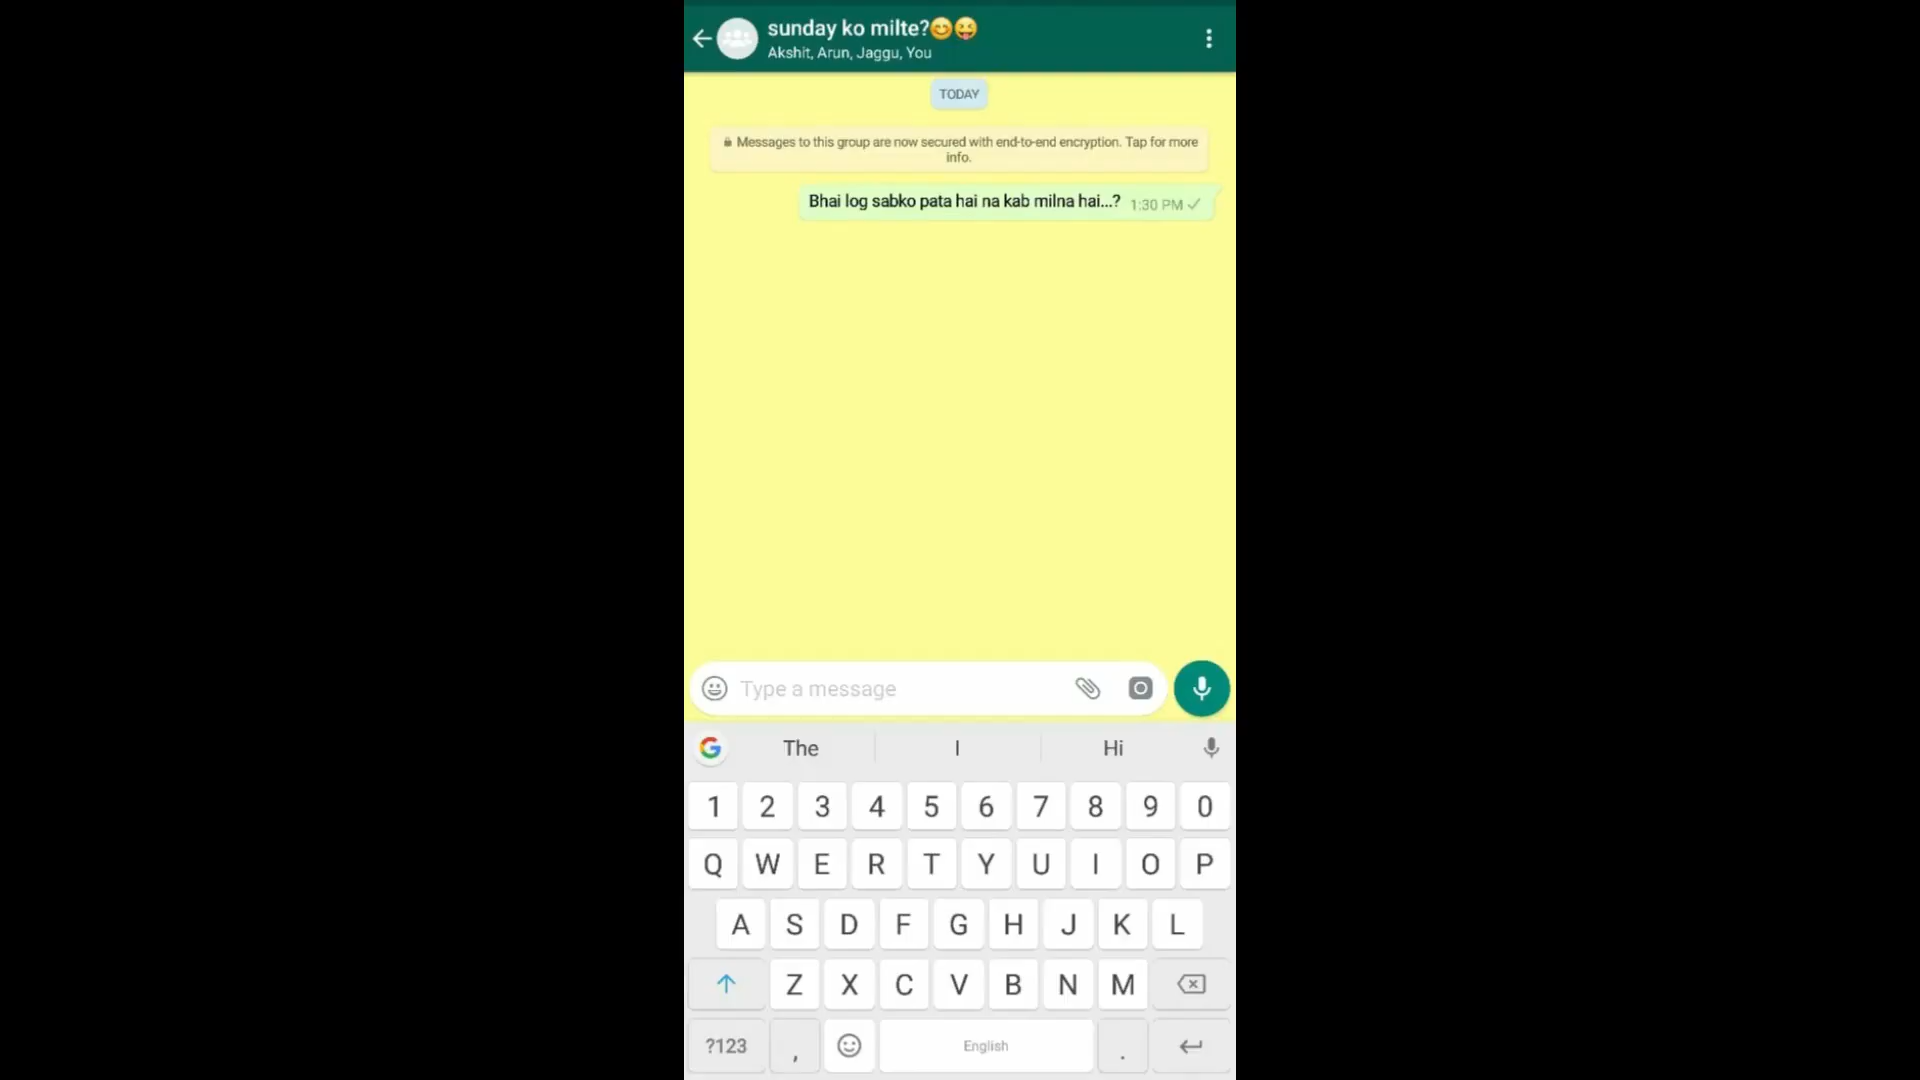 sunday ko milte?😊😜
Akshit, Arun, Jaggu, You
TODAY
Messages to this group are now secured with end-to-end encryption. Tap for more
info.
Bhai log sabko pata hai na kab milna hai...? 1:30 PM
Type a message
G The I Hi
1 2 3 4 5 6 7 8 9 0
Q W E R T Y U I O P
A S D F G H J K L
Z X C V B N M
?123 , English .